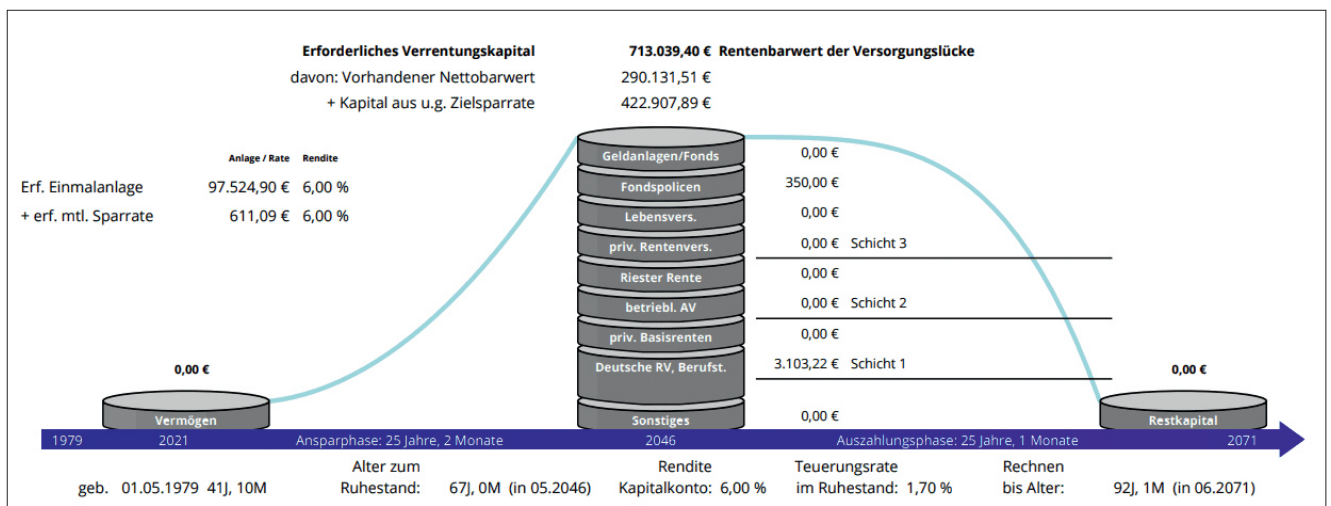 Erforderliches Verrentungskapital 713.039,40 € Rentenbarwert der Versorgungslücke
davon: Vorhandener Nettobarwert 290.131,51 €
+ Kapital aus u.g. Zielsparrate 422.907,89 €
Anlage / Rate Rendite
Erf. Einmalanlage 97.524,90 € 6,00 %
+ erf. mtl. Sparrate 611,09 € 6,00 %
Geldanlagen/Fonds 0,00 €
Fondspolicen 350,00 €
Lebensvers. 0,00 €
priv. Rentenvers. 0,00 € Schicht 3
Riester Rente 0,00 €
betriebl. AV 0,00 € Schicht 2
priv. Basisrenten 0,00 €
Deutsche RV, Berufst. 3.103,22 € Schicht 1
0,00 €
Vermögen
Sonstiges 0,00 €
0,00 €
Restkapital
1979 2021 Ansparphase: 25 Jahre, 2 Monate 2046 Auszahlungsphase: 25 Jahre, 1 Monate 2071
Alter zum Rendite Teuerungsrate Rechnen
geb. 01.05.1979 41J, 10M Ruhestand: 67J, 0M (in 05.2046) Kapitalkonto: 6,00 % im Ruhestand: 1,70 % bis Alter: 92J, 1M (in 06.2071)